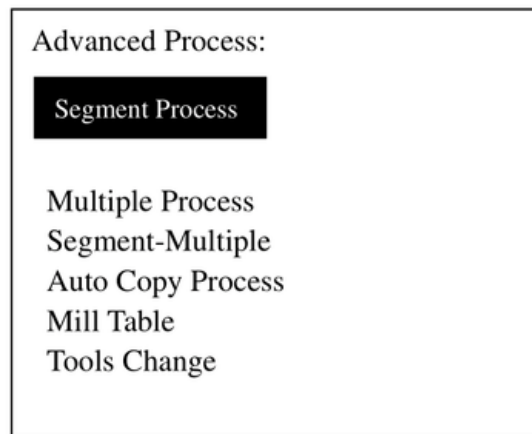 Advanced Process:
Segment Process
Multiple Process
Segment-Multiple
Auto Copy Process
Mill Table
Tools Change